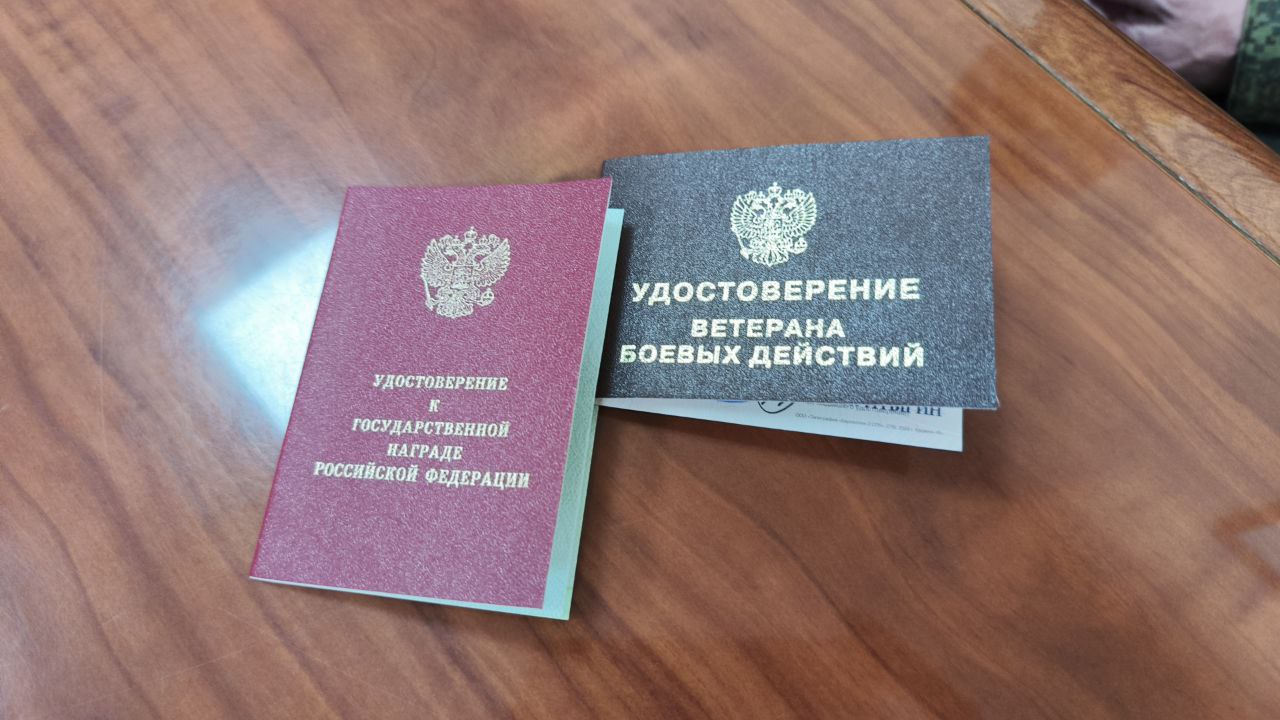 УДОСТОВЕРЕНИЕ
К
ГОСУДАРСТВЕННОЙ
НАГРАДЕ
РОССИЙСКОЙ ФЕДЕРАЦИИ
УДОСТОВЕРЕНИЕ
ВЕТЕРАНА
БОЕВЫХ ДЕЙСТВИЙ